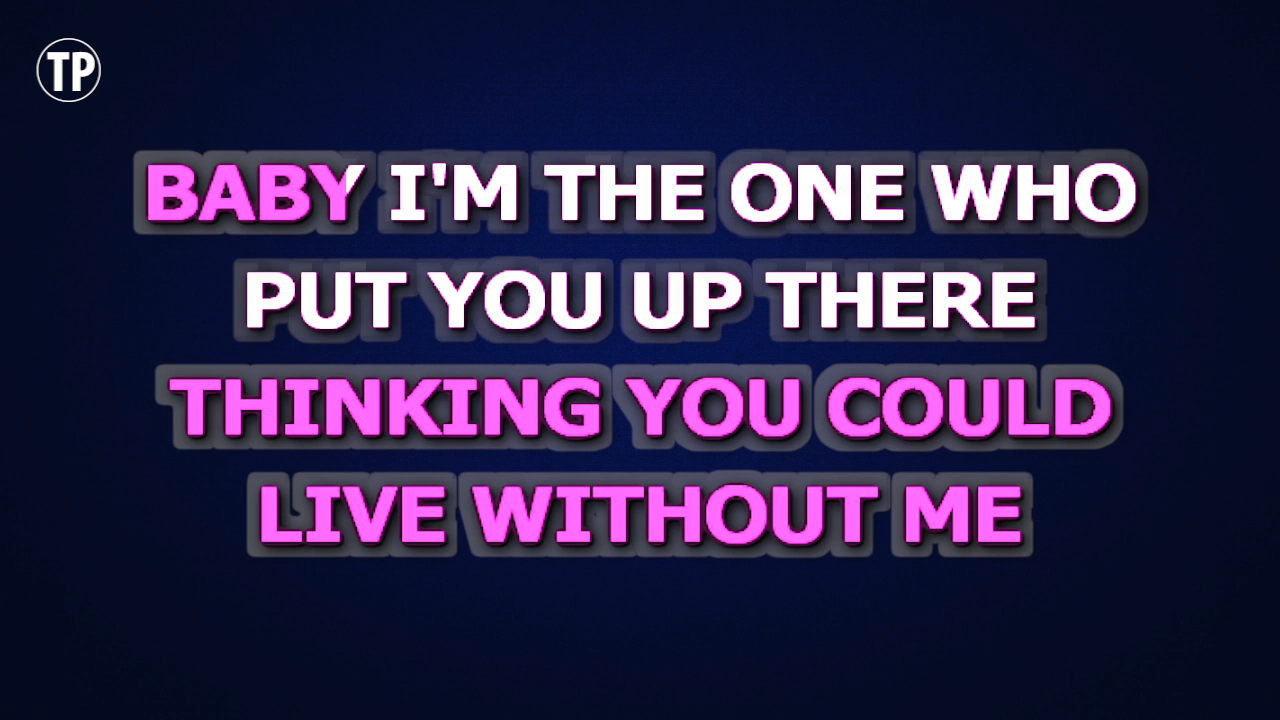 TP
BABY I'M THE ONE WHO
PUT YOU UP THERE
THINKING YOU COULD
LIVE WITHOUT ME